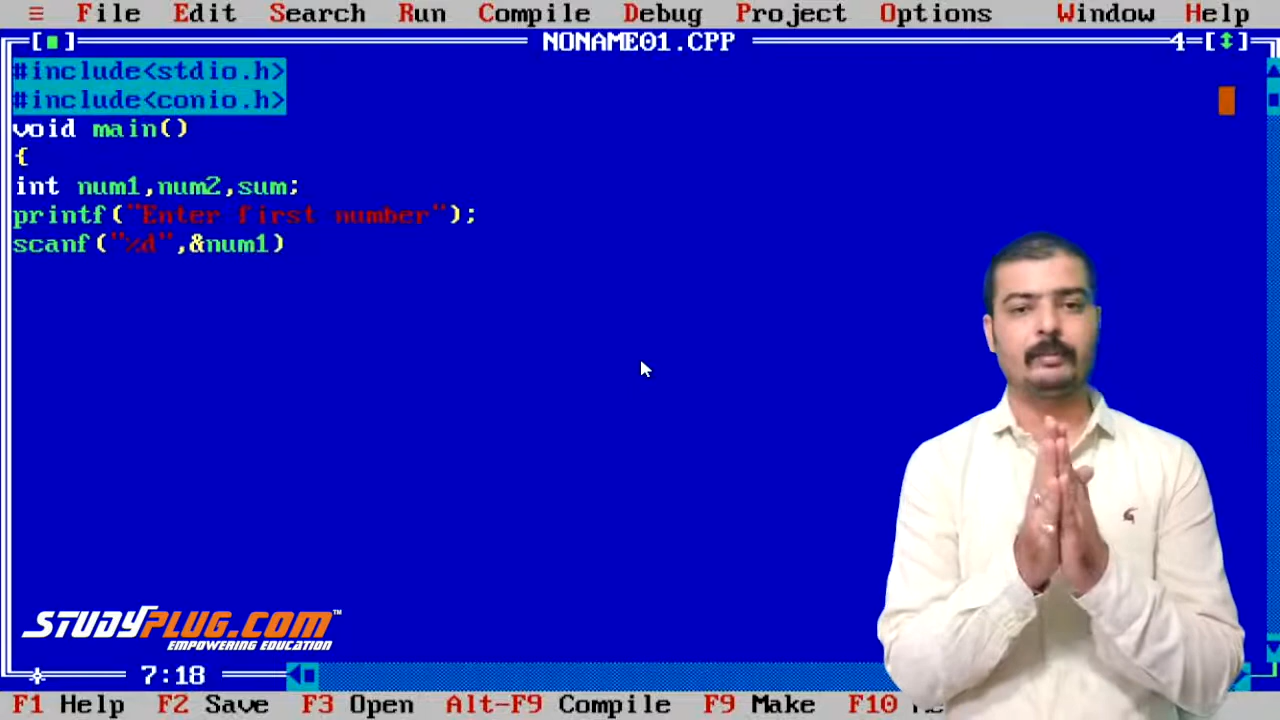 ≡ File Edit Search Run Compile Debug Project Options Window Help
NONAME01.CPP 4
#include<stdio.h>
#include<conio.h>
void main()
{
int num1,num2,sum;
printf("Enter first number");
scanf("%d",&num1)
STUDYPLUG.COM™
EMPOWERING EDUCATION
7:18
F1 Help F2 Save F3 Open Alt-F9 Compile F9 Make F10